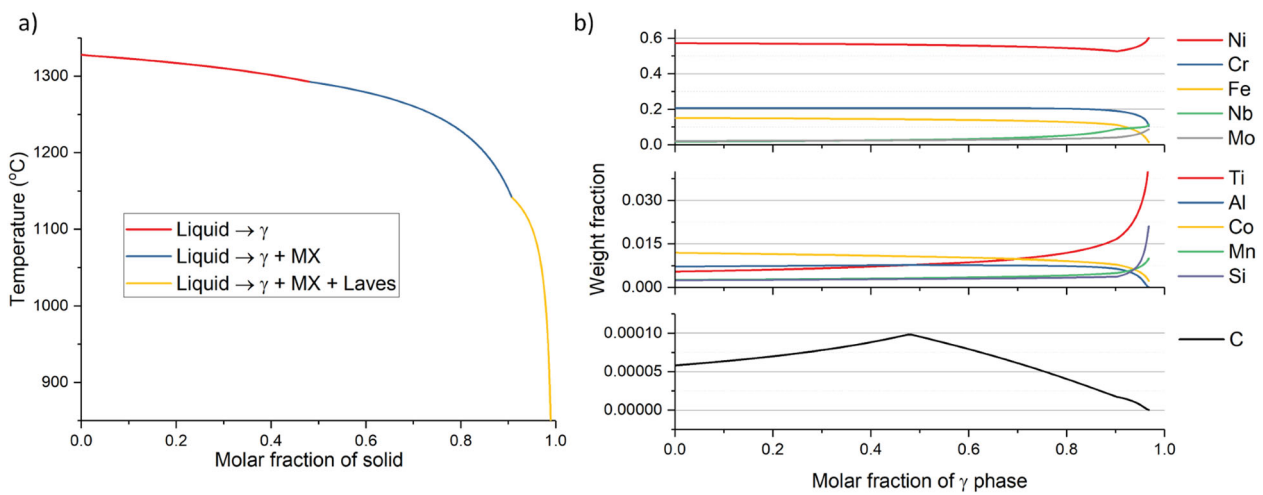 a)
1300
1200
1100
1000
900
Temperature (°C)
Liquid → γ
Liquid → γ + MX
Liquid → γ + MX + Laves
0.0 0.2 0.4 0.6 0.8 1.0
Molar fraction of solid
b)
0.6
0.4
0.2
0.0
Ni
Cr
Fe
Nb
Mo
0.030
0.015
0.000
Weight fraction
Ti
Al
Co
Mn
Si
0.00010
0.00005
0.00000
C
0.0 0.2 0.4 0.6 0.8 1.0
Molar fraction of γ phase